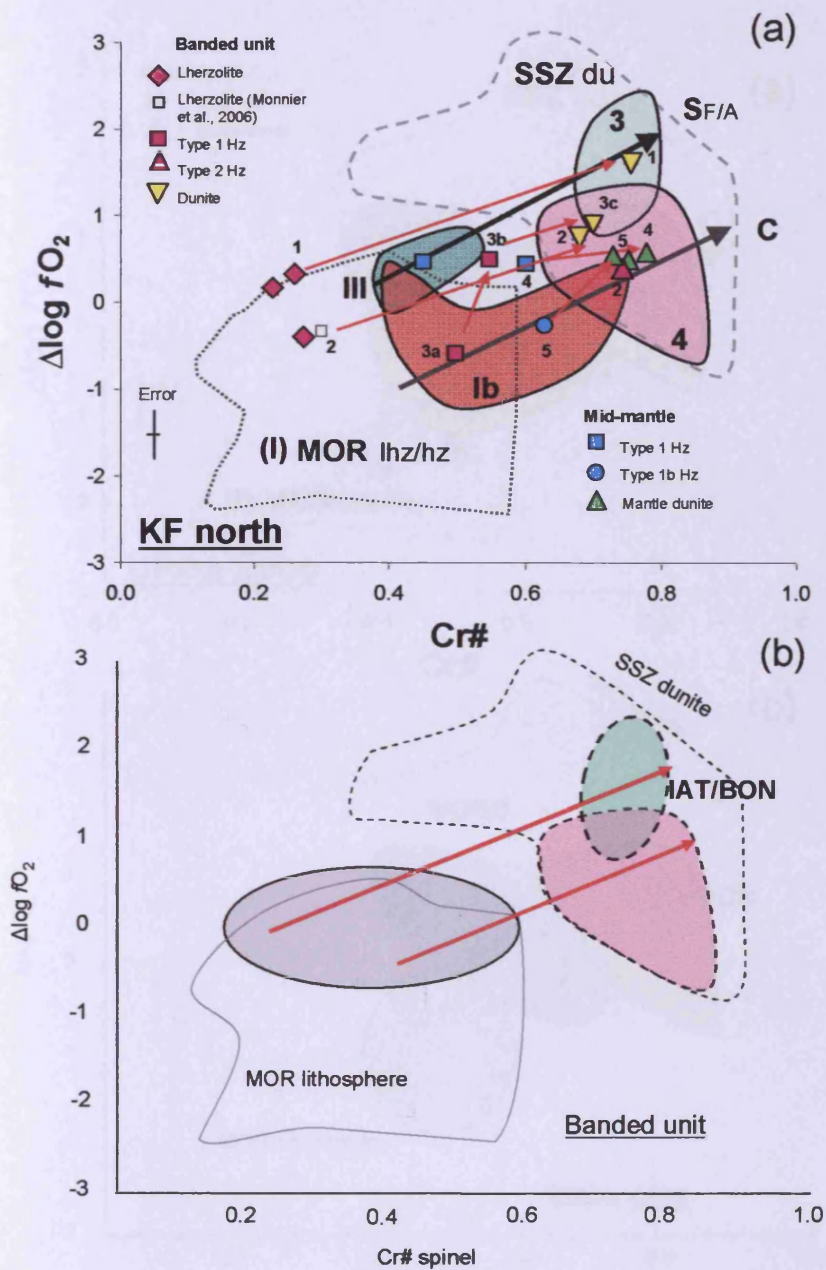 (a)
3
2
1
0
-1
-2
-3
Δlog fO2
Banded unit
Lherzolite
Lherzolite (Monnier
et al., 2006)
Type 1 Hz
Type 2 Hz
Dunite
SSZ du
3
SF/A
1
C
3c
2
4
5
2
4
1
3b
III
4
2
3a
5
Ib
Error
(I) MOR lhz/hz
Mid-mantle
Type 1 Hz
Type 1b Hz
Mantle dunite
KF north
0.0 0.2 0.4 0.6 0.8 1.0
Cr#
(b)
3
2
1
0
-1
-2
-3
Δlog fO2
SSZ dunite
IAT/BON
MOR lithosphere
Banded unit
0.2 0.4 0.6 0.8 1.0
Cr# spinel